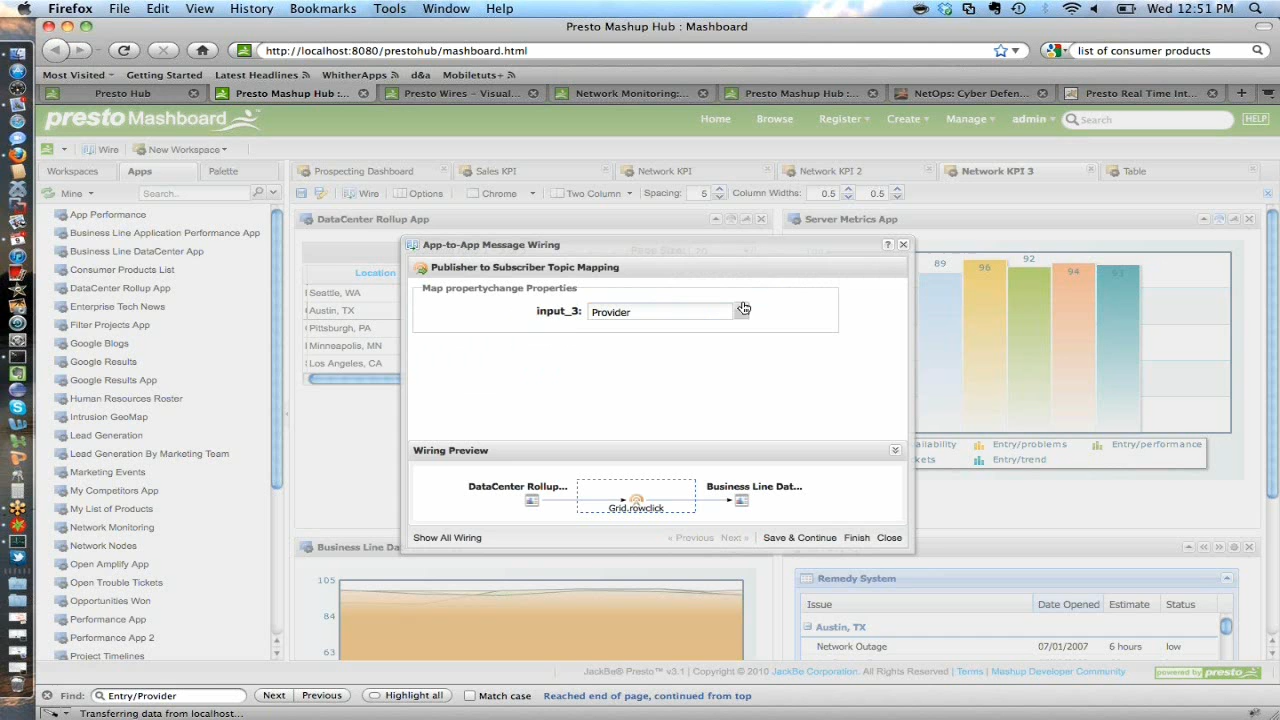 Firefox File Edit View History Bookmarks Tools Window Help Wed 12:51 PM
Presto Mashup Hub : Mashboard
http://localhost:8080/prestohub/mashboard.html list of consumer products
Most Visited Getting Started Latest Headlines WhitherApps d&a Mobiletuts+
Presto Hub Presto Mashup Hub :... Presto Wires – Visual... Network Monitoring:... Presto Mashup Hub :... NetOps: Cyber Defen... Presto Real Time Int...
presto Mashboard Home Browse Register Create Manage admin Search HELP
Wire New Workspace
Workspaces Apps Palette Prospecting Dashboard Sales KPI Network KPI Network KPI 2 Network KPI 3 Table
Mine Search... Wire Options Chrome Two Column Spacing: 5 Column Widths: 0.5 0.5
App Performance
Business Line Application Performance App
Business Line DataCenter App
Consumer Products List
DataCenter Rollup App
Enterprise Tech News
Filter Projects App
Google Blogs
Google Results
Google Results App
Human Resources Roster
Intrusion GeoMap
Lead Generation
Lead Generation By Marketing Team
Marketing Events
My Competitors App
My List of Products
Network Monitoring
Network Nodes
Open Amplify App
Open Trouble Tickets
Opportunities Won
Performance App
Performance App 2
Project Timelines
DataCenter Rollup App
Page Size: 20
Location
Seattle, WA
Austin, TX
Pittsburgh, PA
Minneapolis, MN
Los Angeles, CA
App-to-App Message Wiring
Publisher to Subscriber Topic Mapping
Map propertychange Properties
input_3: Provider
Wiring Preview
DataCenter Rollup... Business Line Dat...
Grid.rowclick
Show All Wiring « Previous Next » Save & Continue Finish Close
Server Metrics App
89 96 92 94 93
ailability Entry/problems Entry/performance
kets Entry/trend
Business Line Da
105
84
63
Remedy System
Issue Date Opened Estimate Status
Austin, TX
Network Outage 07/01/2007 6 hours low
JackBe Presto™ v3.1 | Copyright © 2010 JackBe Corporation. All Rights Reserved | Terms | Mashup Developer Community powered by presto
Find: Entry/Provider Next Previous Highlight all Match case Reached end of page, continued from top
Transferring data from localhost...